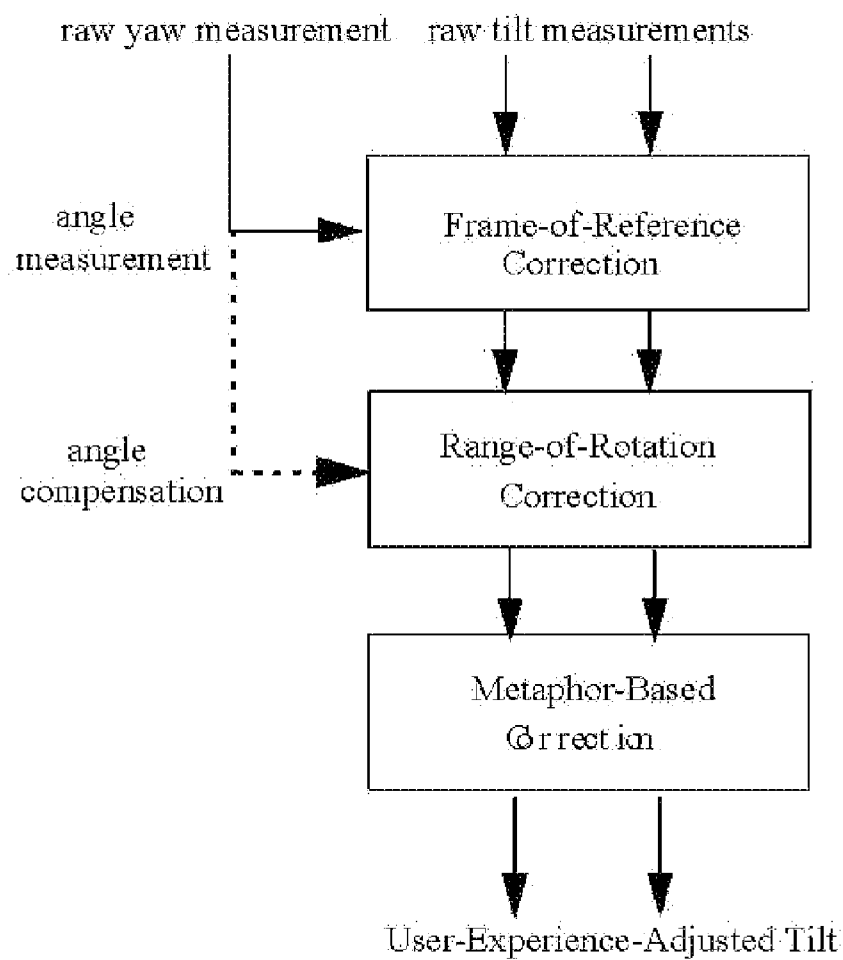 raw yaw measurement raw tilt measurements
angle
measurement
Frame-of-Reference
Correction
angle
compensation
Range-of-Rotation
Correction
Metaphor-Based
Correction
User-Experience-Adjusted Tilt